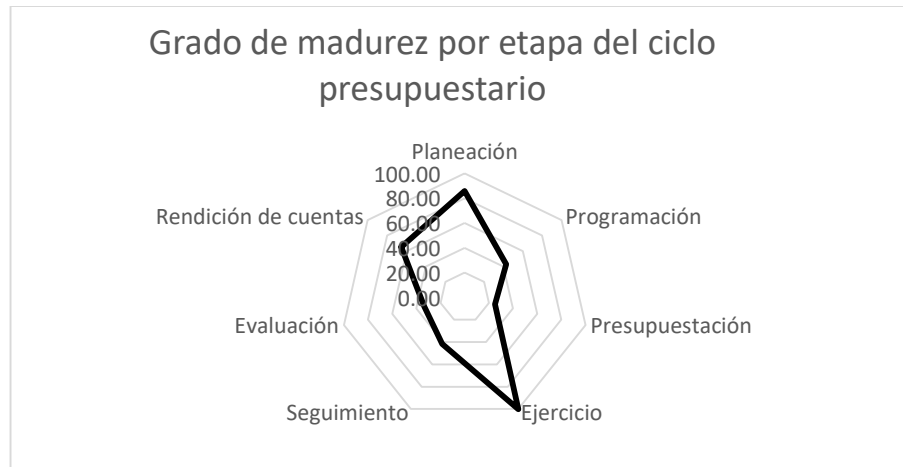 Grado de madurez por etapa del ciclo
presupuestario
Planeación
100.00
80.00
60.00
40.00
20.00
0.00
Rendición de cuentas
Programación
Evaluación
Presupuestación
Seguimiento
Ejercicio